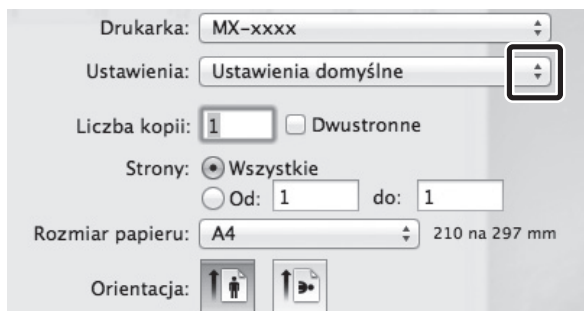 Drukarka: MX-xxxx
Ustawienia: Ustawienia domyślne
Liczba kopii: 1 Dwustronne
Strony: Wszystkie
Od: 1 do: 1
Rozmiar papieru: A4 210 na 297 mm
Orientacja: